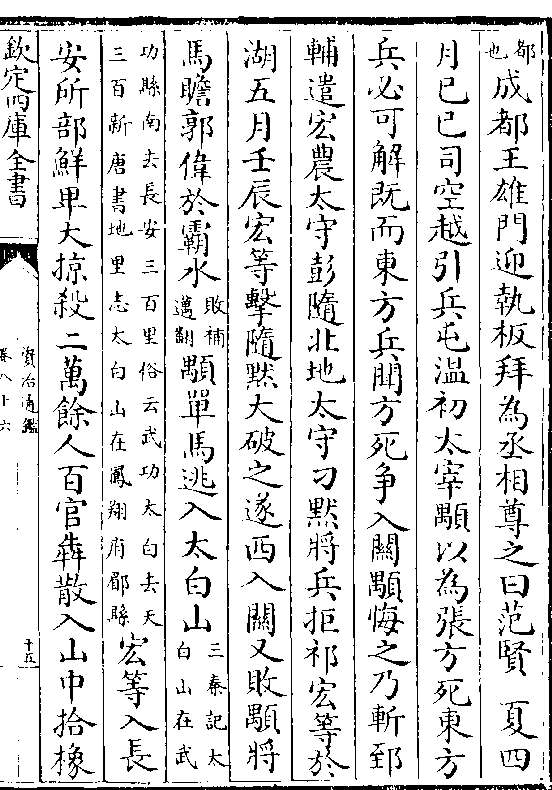 都也成都王雄門迎執板拜為丞相尊之曰范賢　夏四
月己巳司空越引兵屯溫初太宰顒以為張方死東方
兵必可解既而東方兵聞方死争入關顒悔之乃斬郅
輔遣宏農太守彭隨北地太守刁黙將兵拒祁宏等於
湖五月壬辰宏等擊隨黙大破之遂西入關又敗顒將
馬瞻郭偉於霸水敗補邁翻顒單馬逃入太白山三秦記太白山在武
功縣南去長安三百里俗云武功太白去天三百新唐書地里志太白山在鳳翔府郿縣宏等入長
安所部鮮卑大掠殺二萬餘人百官犇散入山中拾橡
欽定四庫全書
資治通鑑
卷八十六
十五